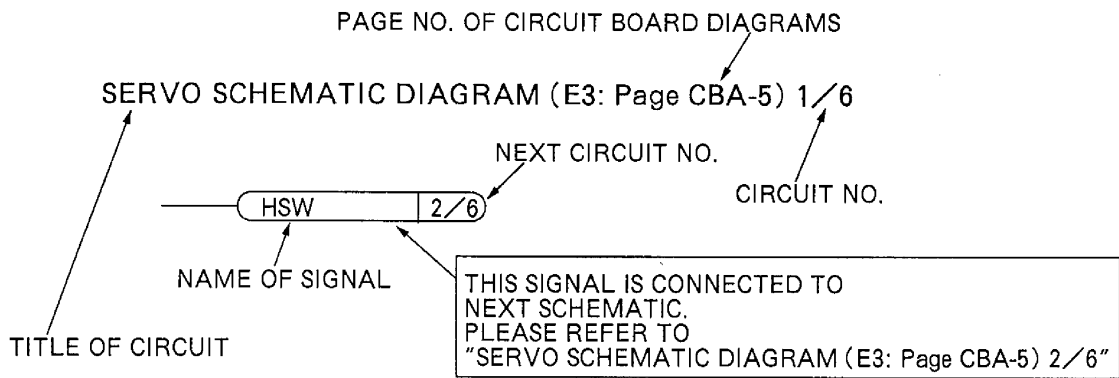 PAGE NO. OF CIRCUIT BOARD DIAGRAMS
SERVO SCHEMATIC DIAGRAM (E3: Page CBA-5) 1/6
NEXT CIRCUIT NO.
CIRCUIT NO.
HSW 2/6
NAME OF SIGNAL
THIS SIGNAL IS CONNECTED TO
NEXT SCHEMATIC.
PLEASE REFER TO
"SERVO SCHEMATIC DIAGRAM (E3: Page CBA-5) 2/6"
TITLE OF CIRCUIT